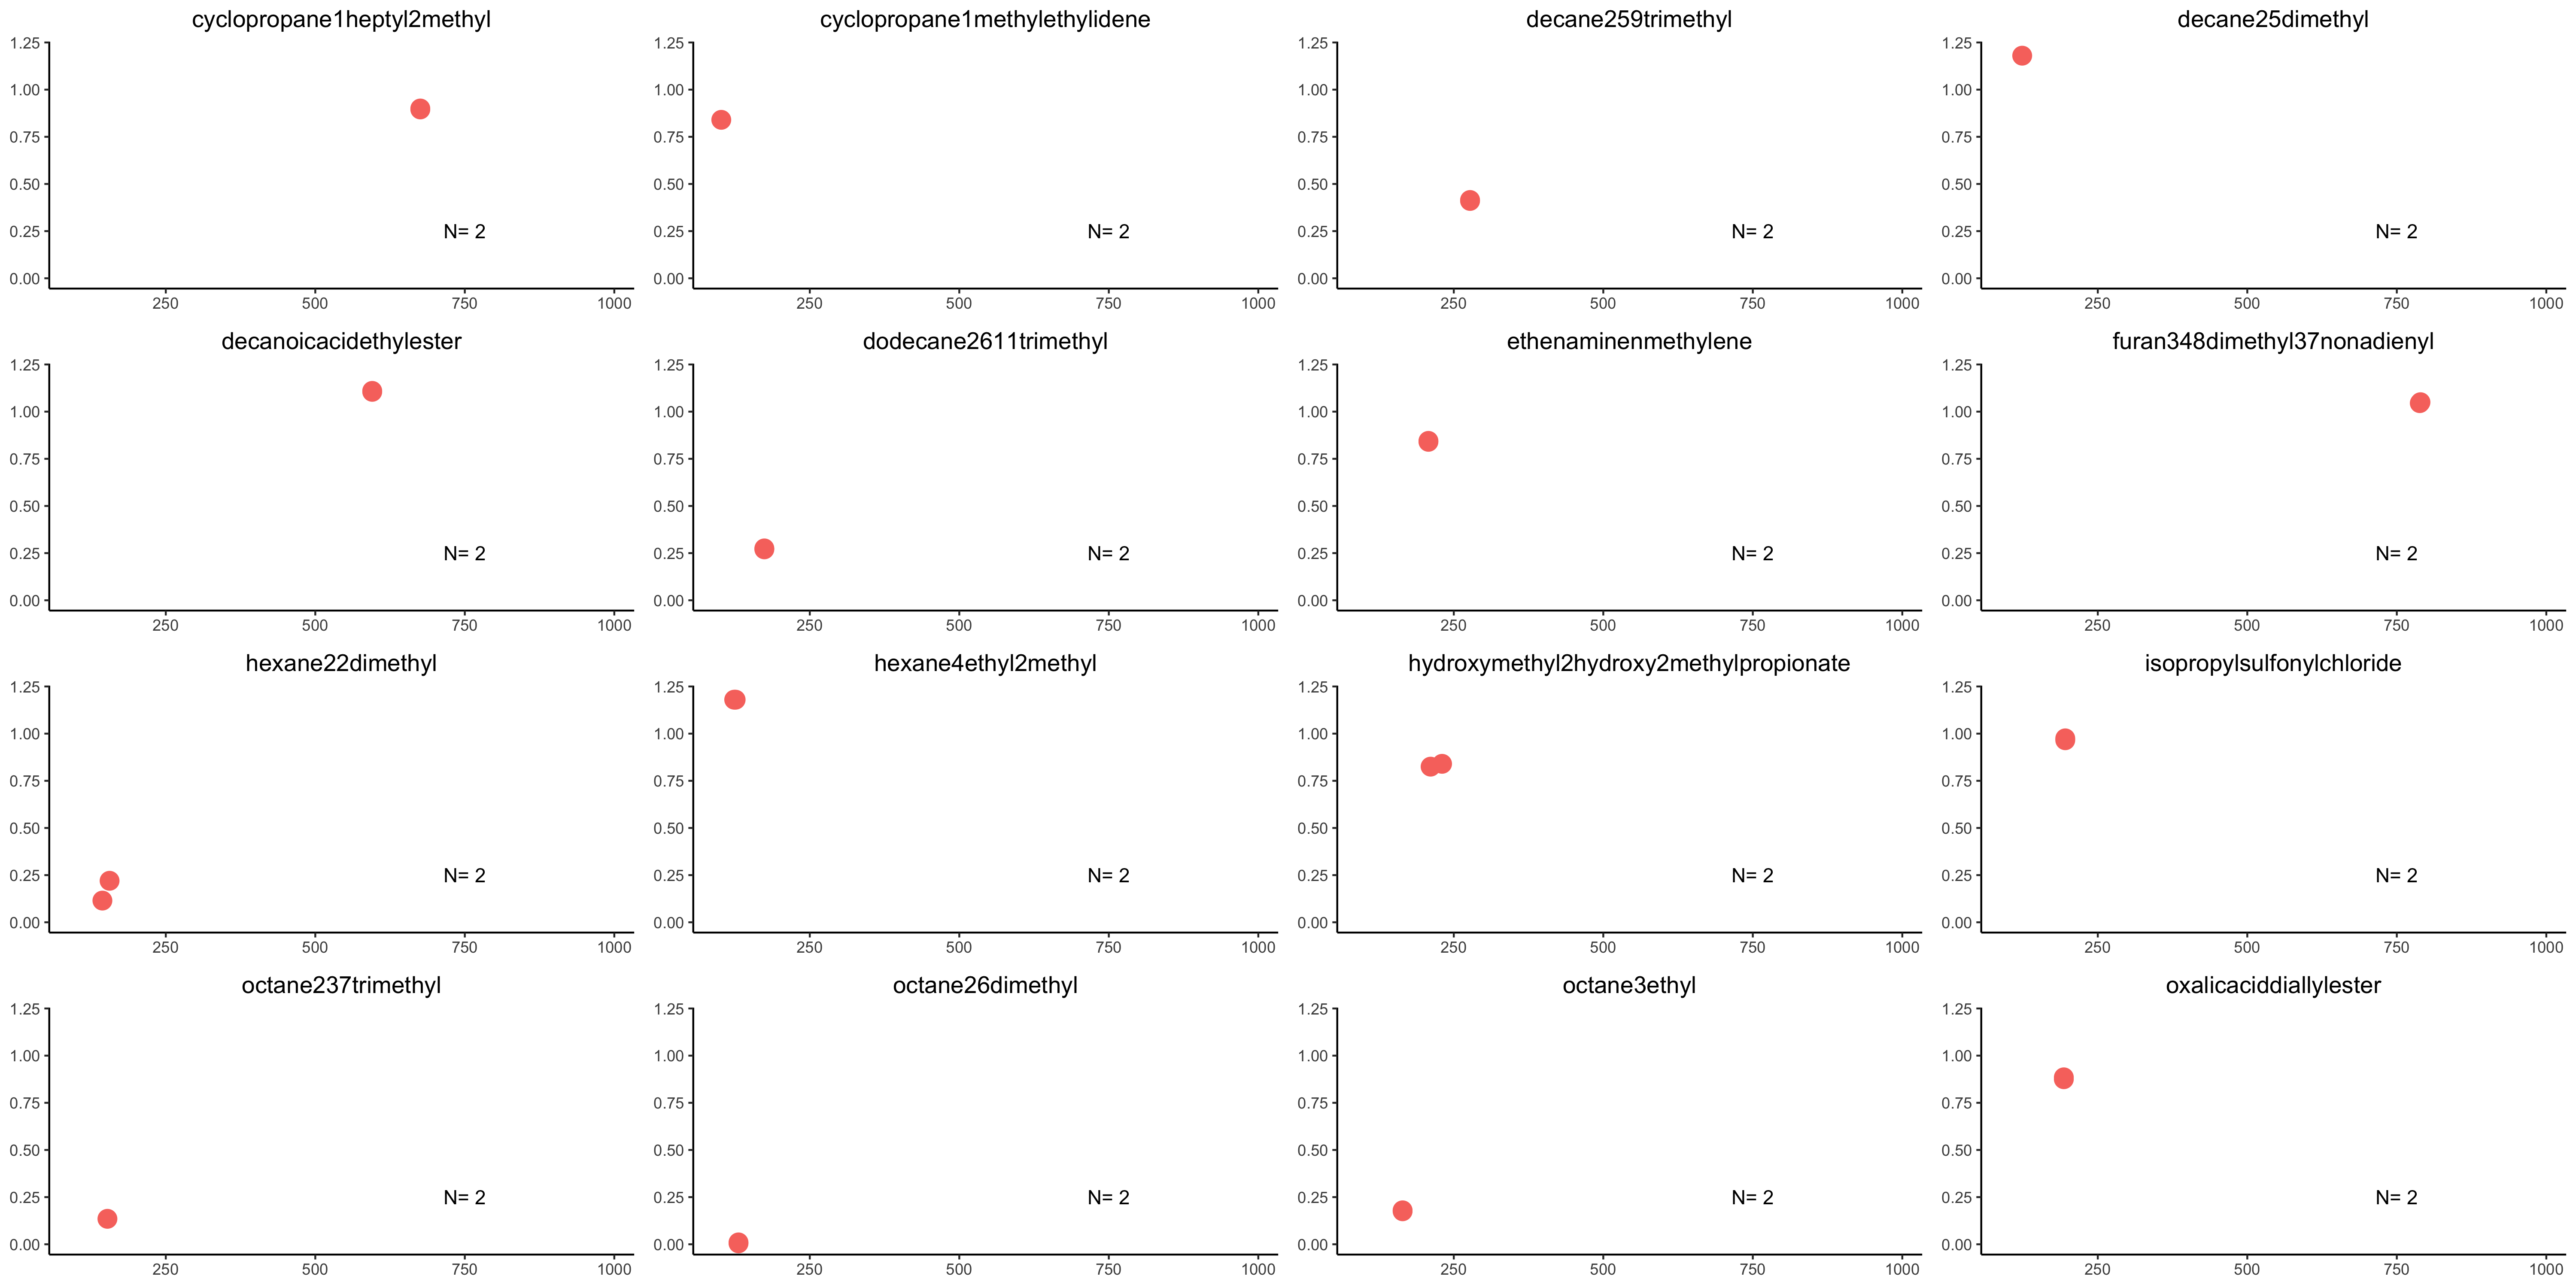 cyclopropane1heptyl2methyl cyclopropane1methylethylidene decane259trimethyl decane25dimethyl
1.25 1.25 1.25 1.25
1.00 1.00 1.00 1.00
0.75 0.75 0.75 0.75
0.50 0.50 0.50 0.50
0.25 N= 2 0.25 N= 2 0.25 N= 2 0.25 N= 2
0.00 0.00 0.00 0.00
250 500 750 1000 250 500 750 1000 250 500 750 1000 250 500 750 1000
decanoicacidethylester dodecane2611trimethyl ethenaminenmethylene furan348dimethyl37nonadienyl
1.25 1.25 1.25 1.25
1.00 1.00 1.00 1.00
0.75 0.75 0.75 0.75
0.50 0.50 0.50 0.50
0.25 N= 2 0.25 N= 2 0.25 N= 2 0.25 N= 2
0.00 0.00 0.00 0.00
250 500 750 1000 250 500 750 1000 250 500 750 1000 250 500 750 1000
hexane22dimethyl hexane4ethyl2methyl hydroxymethyl2hydroxy2methylpropionate isopropylsulfonylchloride
1.25 1.25 1.25 1.25
1.00 1.00 1.00 1.00
0.75 0.75 0.75 0.75
0.50 0.50 0.50 0.50
0.25 N= 2 0.25 N= 2 0.25 N= 2 0.25 N= 2
0.00 0.00 0.00 0.00
250 500 750 1000 250 500 750 1000 250 500 750 1000 250 500 750 1000
octane237trimethyl octane26dimethyl octane3ethyl oxalicaciddiallylester
1.25 1.25 1.25 1.25
1.00 1.00 1.00 1.00
0.75 0.75 0.75 0.75
0.50 0.50 0.50 0.50
0.25 N= 2 0.25 N= 2 0.25 N= 2 0.25 N= 2
0.00 0.00 0.00 0.00
250 500 750 1000 250 500 750 1000 250 500 750 1000 250 500 750 1000